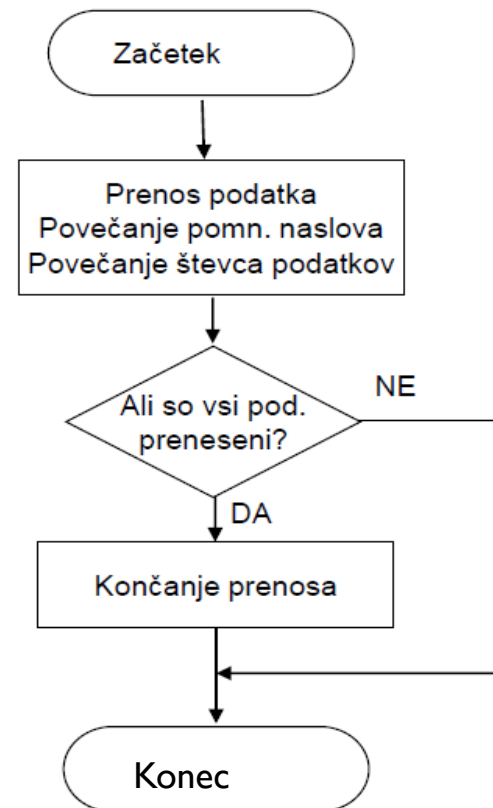 Začetek
Prenos podatka
Povečanje pomn. naslova
Povečanje števca podatkov
Ali so vsi pod.
preneseni?
NE
DA
Končanje prenosa
Konec